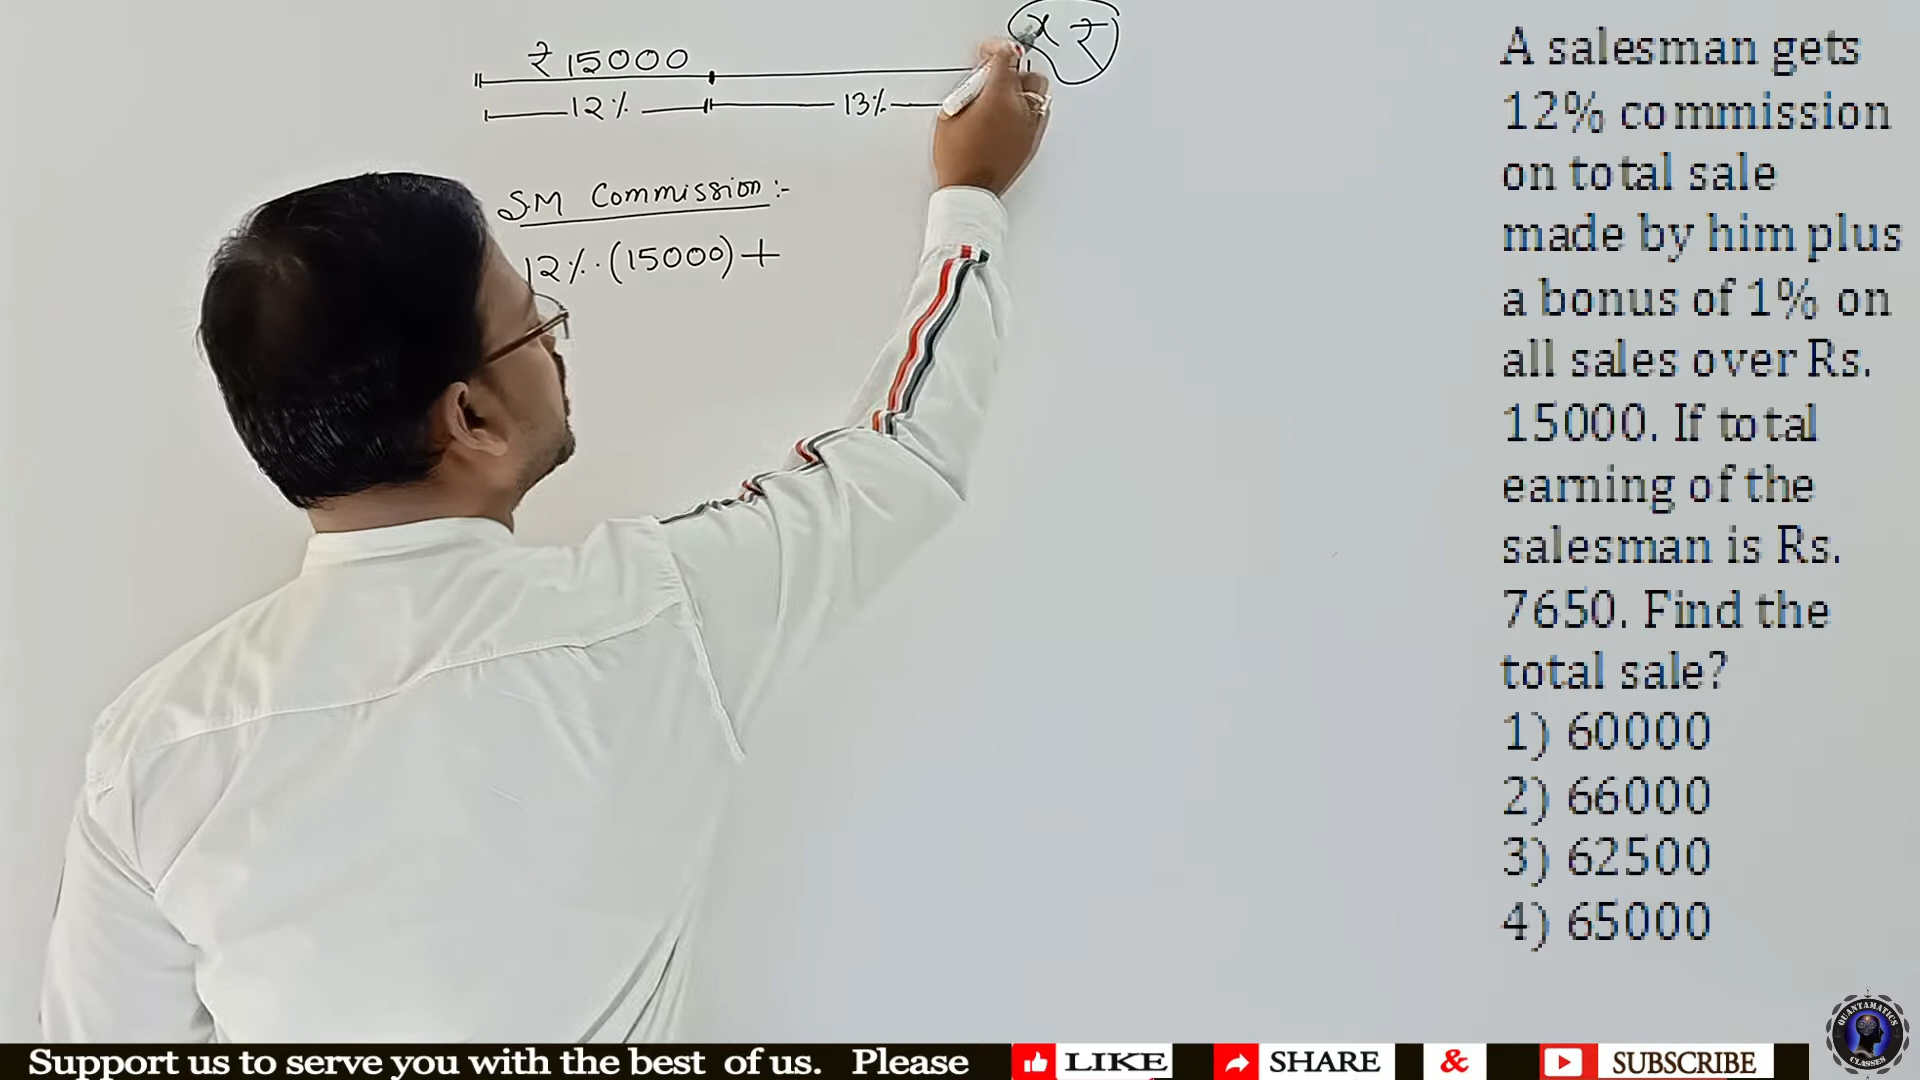 ₹ 15000
x ₹
12%
13%
S.M Commission :-
12% (15000) +
A salesman gets
12% commission
on total sale
made by him plus
a bonus of 1% on
all sales over Rs.
15000. If total
earning of the
salesman is Rs.
7650. Find the
total sale?
1) 60000
2) 66000
3) 62500
4) 65000
QUANTAMATICS
CLASSES
Support us to serve you with the best of us. Please LIKE SHARE & SUBSCRIBE